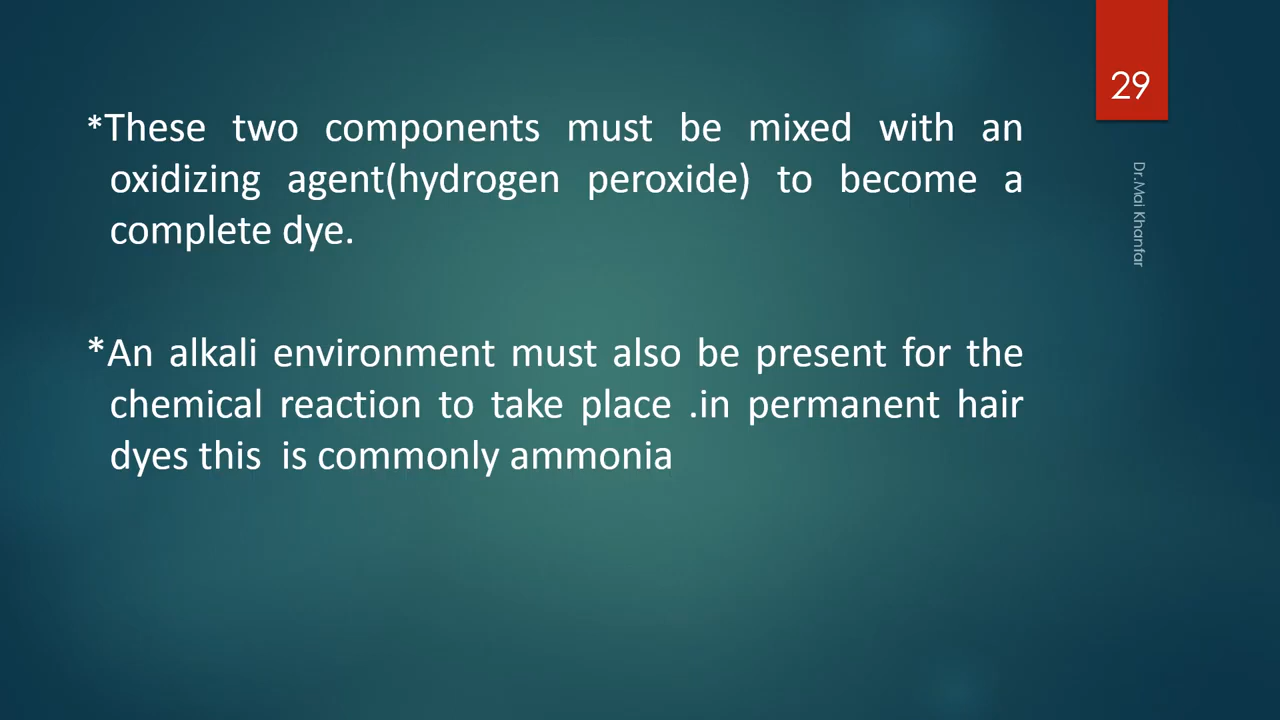 29
*These two components must be mixed with an
oxidizing agent(hydrogen peroxide) to become a
complete dye.
*An alkali environment must also be present for the
chemical reaction to take place .in permanent hair
dyes this  is commonly ammonia
Dr.Mai Khanfar